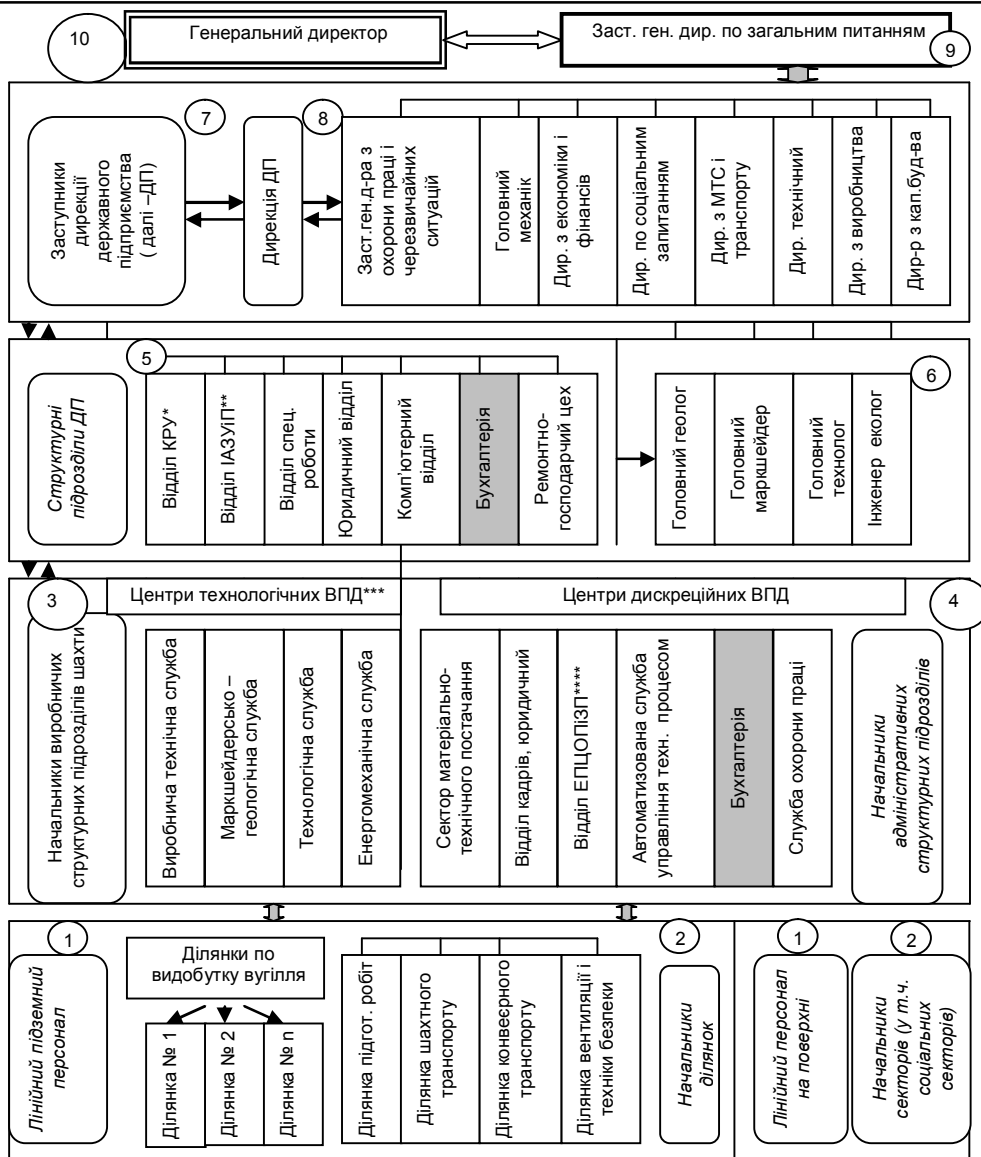 10
Генеральний директор
Заст. ген. дир. по загальним питанням
9
Заступники
дирекції
державного
підприємства
( далі –ДП)
7
Дирекція ДП
8
Заст.ген.д-ра з
охорони праці і
черезвичайних
ситуацій
Головний
механік
Дир. з економіки і
фінансів
Дир. по соціальним
запитанням
Дир. з МТС і
транспорту
Дир. технічний
Дир. з виробництва
Дир-р з кап.буд-ва
Структурні
підрозділи ДП
5
Відділ КРУ*
Відділ ІАЗУіП**
Відділ спец.
роботи
Юридичний відділ
Комп'ютерний
відділ
Бухгалтерія
Ремонтно-
господарчий цех
Головний геолог
Головний
маркшейдер
Головний
технолог
Інженер еколог
6
3
Начальники виробничих
структурних підрозділів шахти
Центри технологічних ВПД***
Виробнича технічна служба
Маркшейдерсько –
геологічна служба
Технологічна служба
Енергомеханічна служба
Центри дискреційних ВПД
Сектор матеріально-
технічного постачання
Відділ кадрів, юридичний
Відділ ЕПЦОПіЗП****
Автоматизована служба
управління техн. процесом
Бухгалтерія
Служба охорони праці
4
Начальники
адміністративних
структурних підрозділів
1
Лінійний підземний
персонал
Ділянки по
видобутку вугілля
Ділянка № 1
Ділянка № 2
Ділянка № n
Ділянка підгот. робіт
Ділянка шахтного
транспорту
Ділянка конвеєрного
транспорту
Ділянка вентиляції і
техніки безпеки
2
Начальники
ділянок
1
Лінійний персонал
на поверхні
2
Начальники
секторів (у т.ч.
соціальних
секторів)